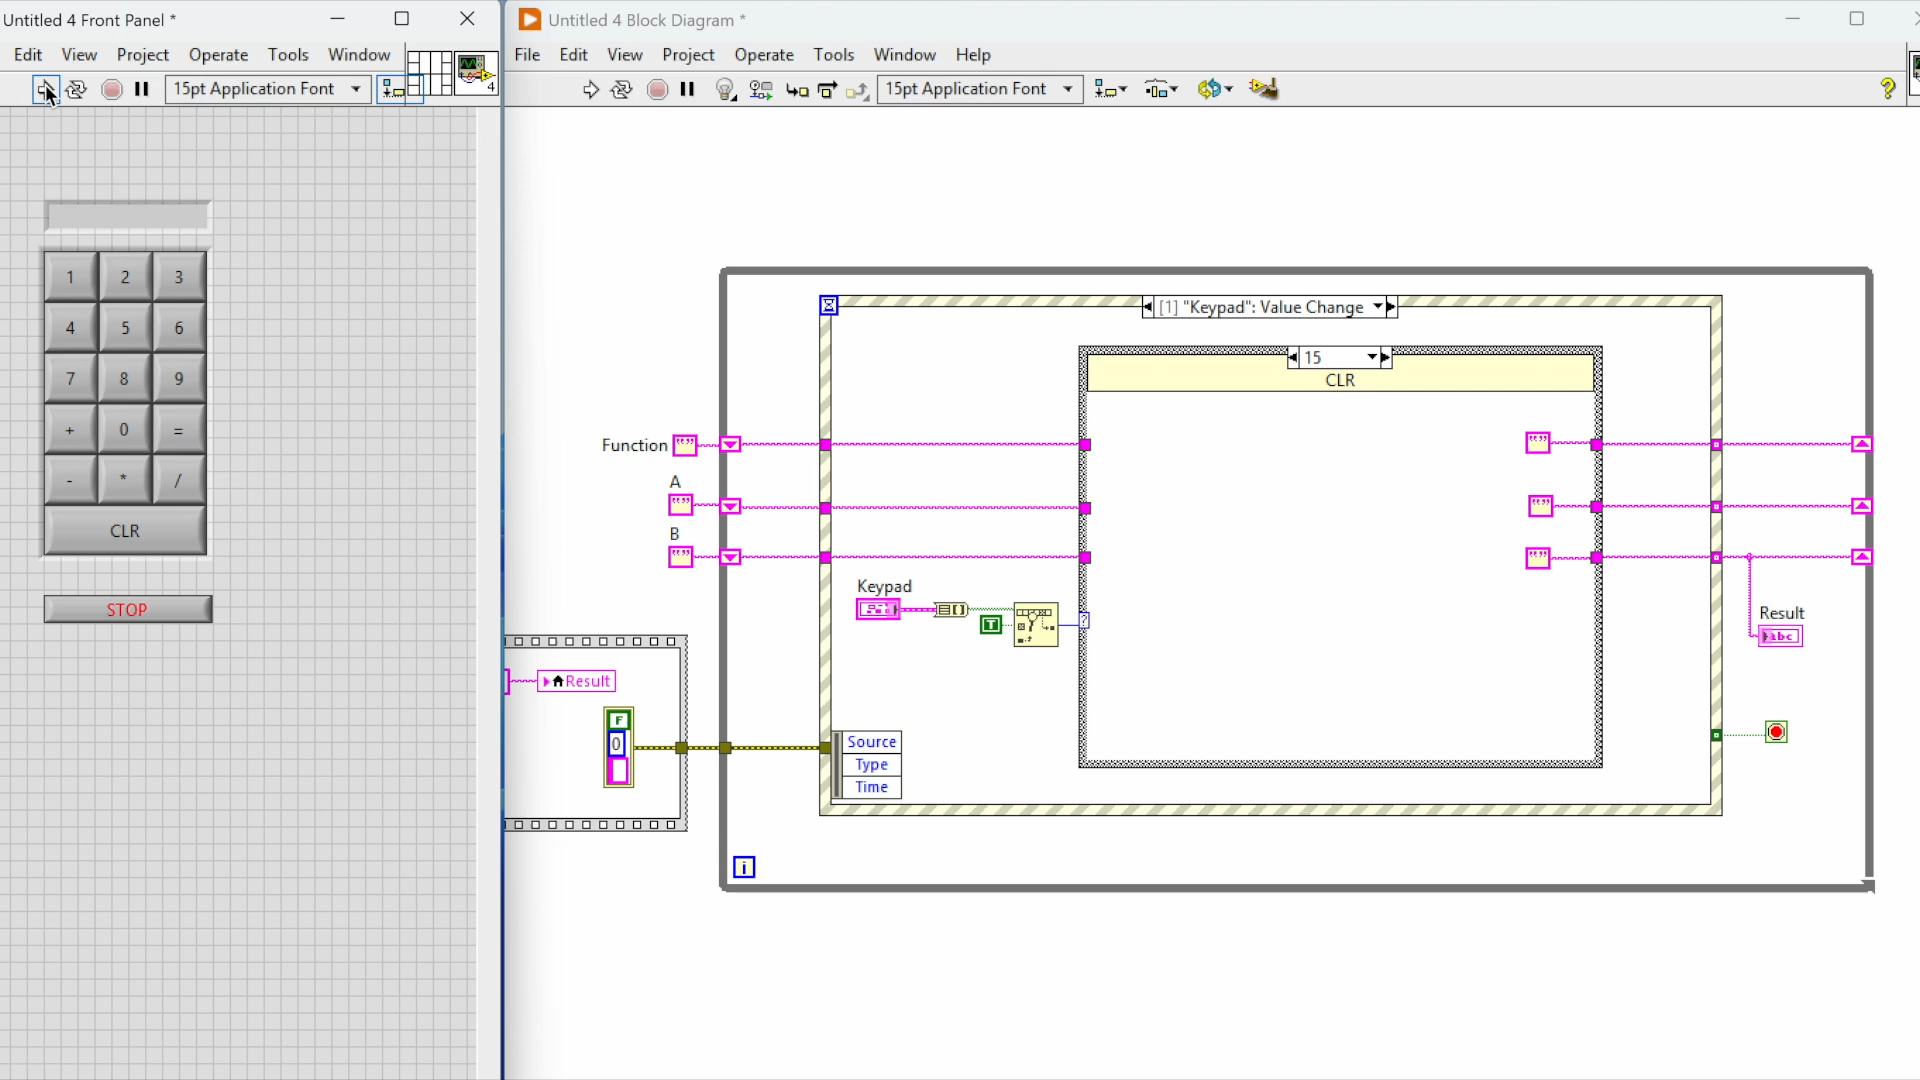 Untitled 4 Front Panel *
Edit View Project Operate Tools Window
15pt Application Font
4
1 2 3
4 5 6
7 8 9
+ 0 =
- * /
CLR
STOP
Untitled 4 Block Diagram *
File Edit View Project Operate Tools Window Help
15pt Application Font
?
[1] "Keypad": Value Change
15
CLR
Function
A
B
Keypad
T
?
Result
abc
Result
F
0
Source
Type
Time
i